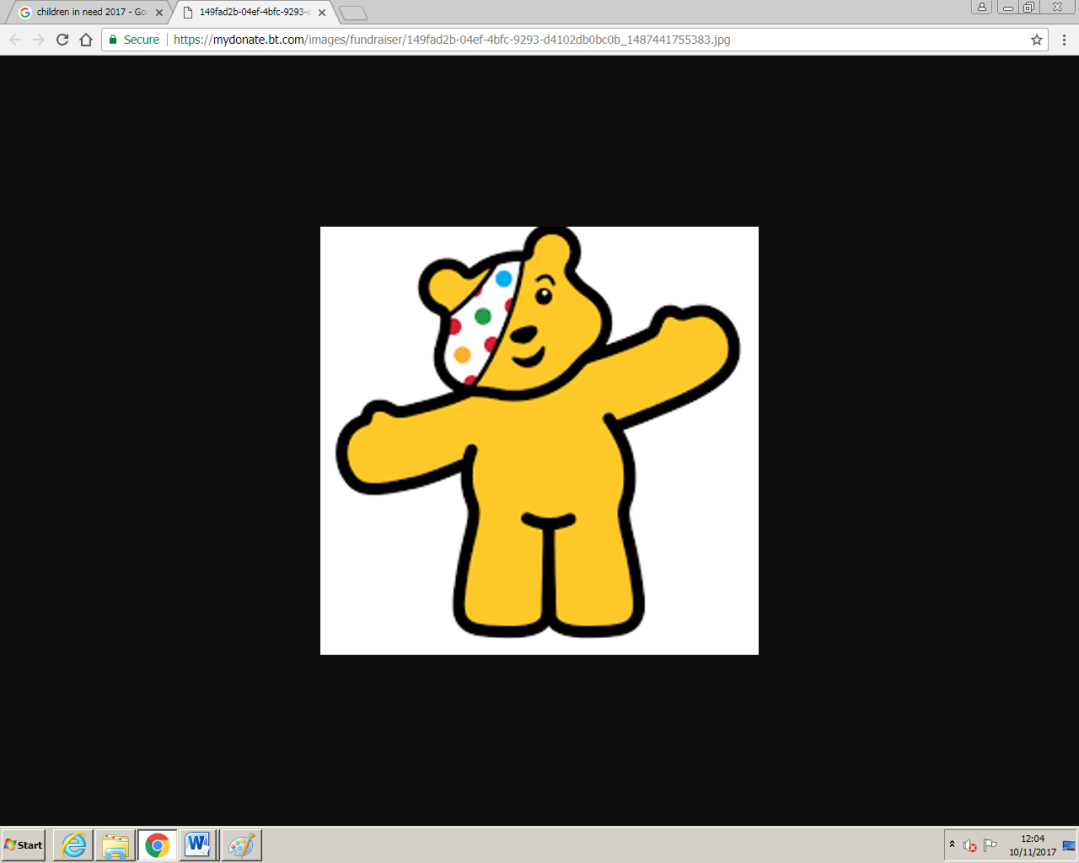 children in need 2017 - Goo
149fad2b-04ef-4bfc-9293-d
Secure
https://mydonate.bt.com/images/fundraiser/149fad2b-04ef-4bfc-9293-d4102db0bc0b_1487441755383.jpg
Start
12:04
10/11/2017